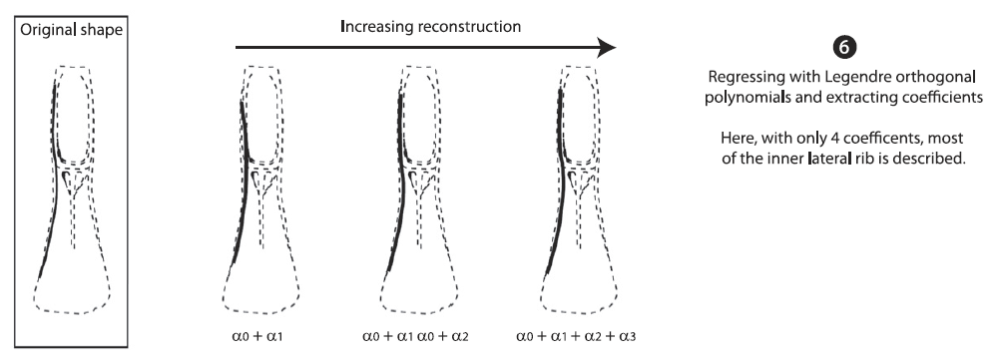 Original shape
Increasing reconstruction
6
Regressing with Legendre orthogonal
polynomials and extracting coefficients
Here, with only 4 coefficents, most
of the inner lateral rib is described.
α0 + α1
α0 + α1 α0 + α2
α0 + α1 + α2 + α3